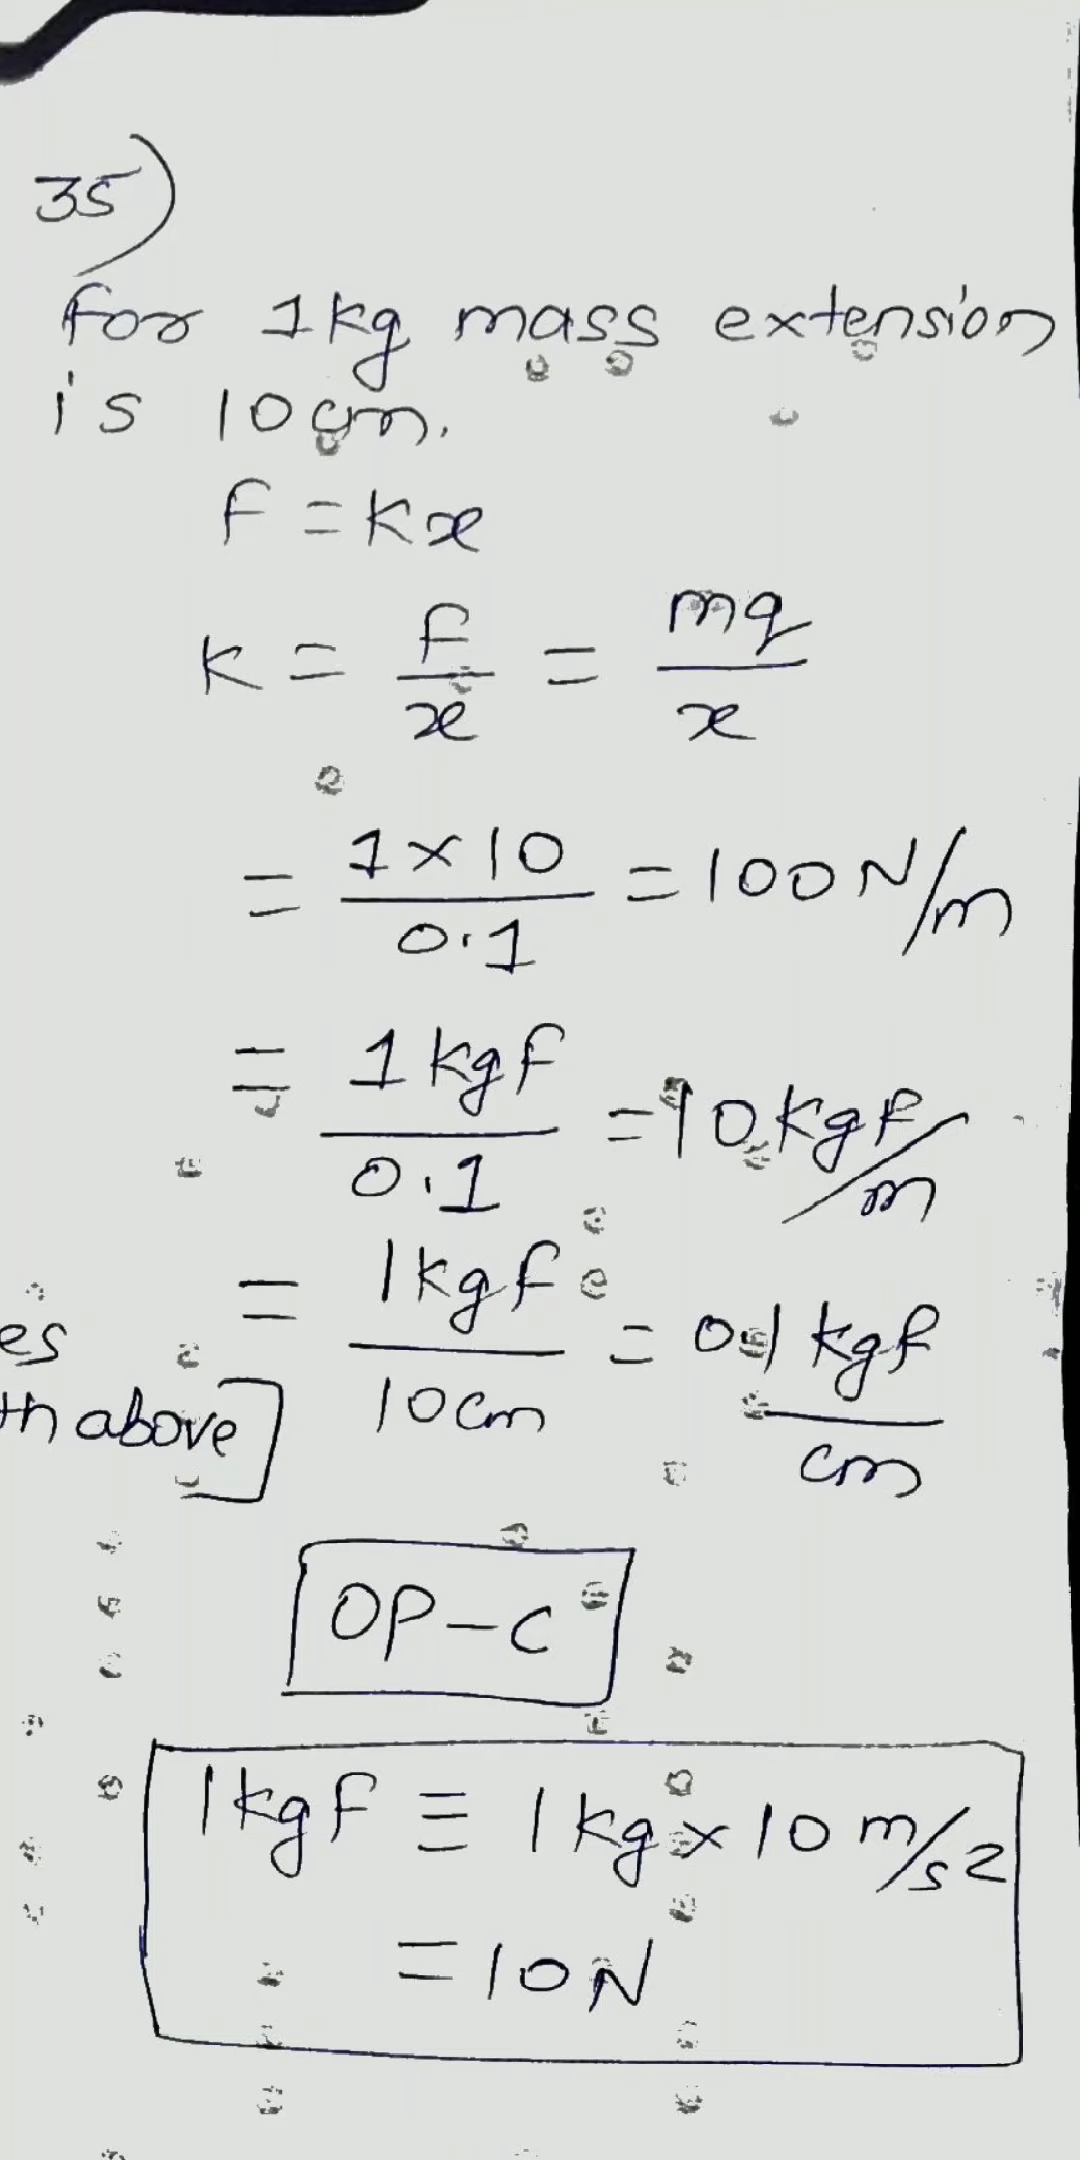 35)
for 1kg mass extension
is 10cm.
F = Kx
K = F/x = mg/x
= 1×10/0.1 = 100 N/m
= 1 kgf/0.1 = 10 kgf/m
= 1kgf/10cm = 0.1 kgf/cm
es
th above]
OP-C
1kgf ≡ 1kg × 10 m/s2
= 10N